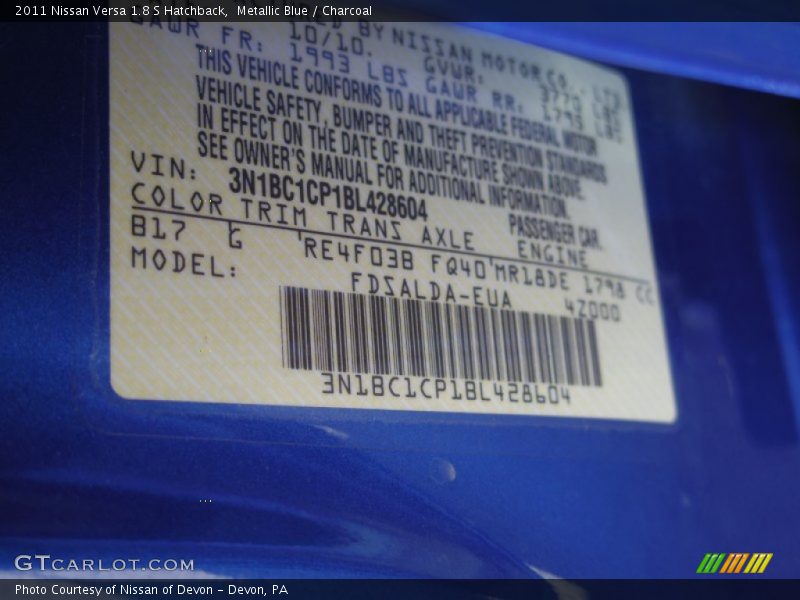 2011 Nissan Versa 1.8 S Hatchback, Metallic Blue / Charcoal
BY NISSAN MOTOR CO., LTD
10/10. GVWR:
GAWR FR: 1993 LBS GAWR RR: 1793 LBS
THIS VEHICLE CONFORMS TO ALL APPLICABLE FEDERAL MOTOR
VEHICLE SAFETY, BUMPER AND THEFT PREVENTION STANDARDS
IN EFFECT ON THE DATE OF MANUFACTURE SHOWN ABOVE.
SEE OWNER'S MANUAL FOR ADDITIONAL INFORMATION.
VIN: 3N1BC1CP1BL428604 PASSENGER CAR.
COLOR TRIM TRANS AXLE ENGINE
B17 G RE4F03B FQ40 MR18DE 1798 CC
MODEL: FDSALDA-EUA 4Z000
3N1BC1CP1BL428604
GTCARLOT.COM
Photo Courtesy of Nissan of Devon - Devon, PA